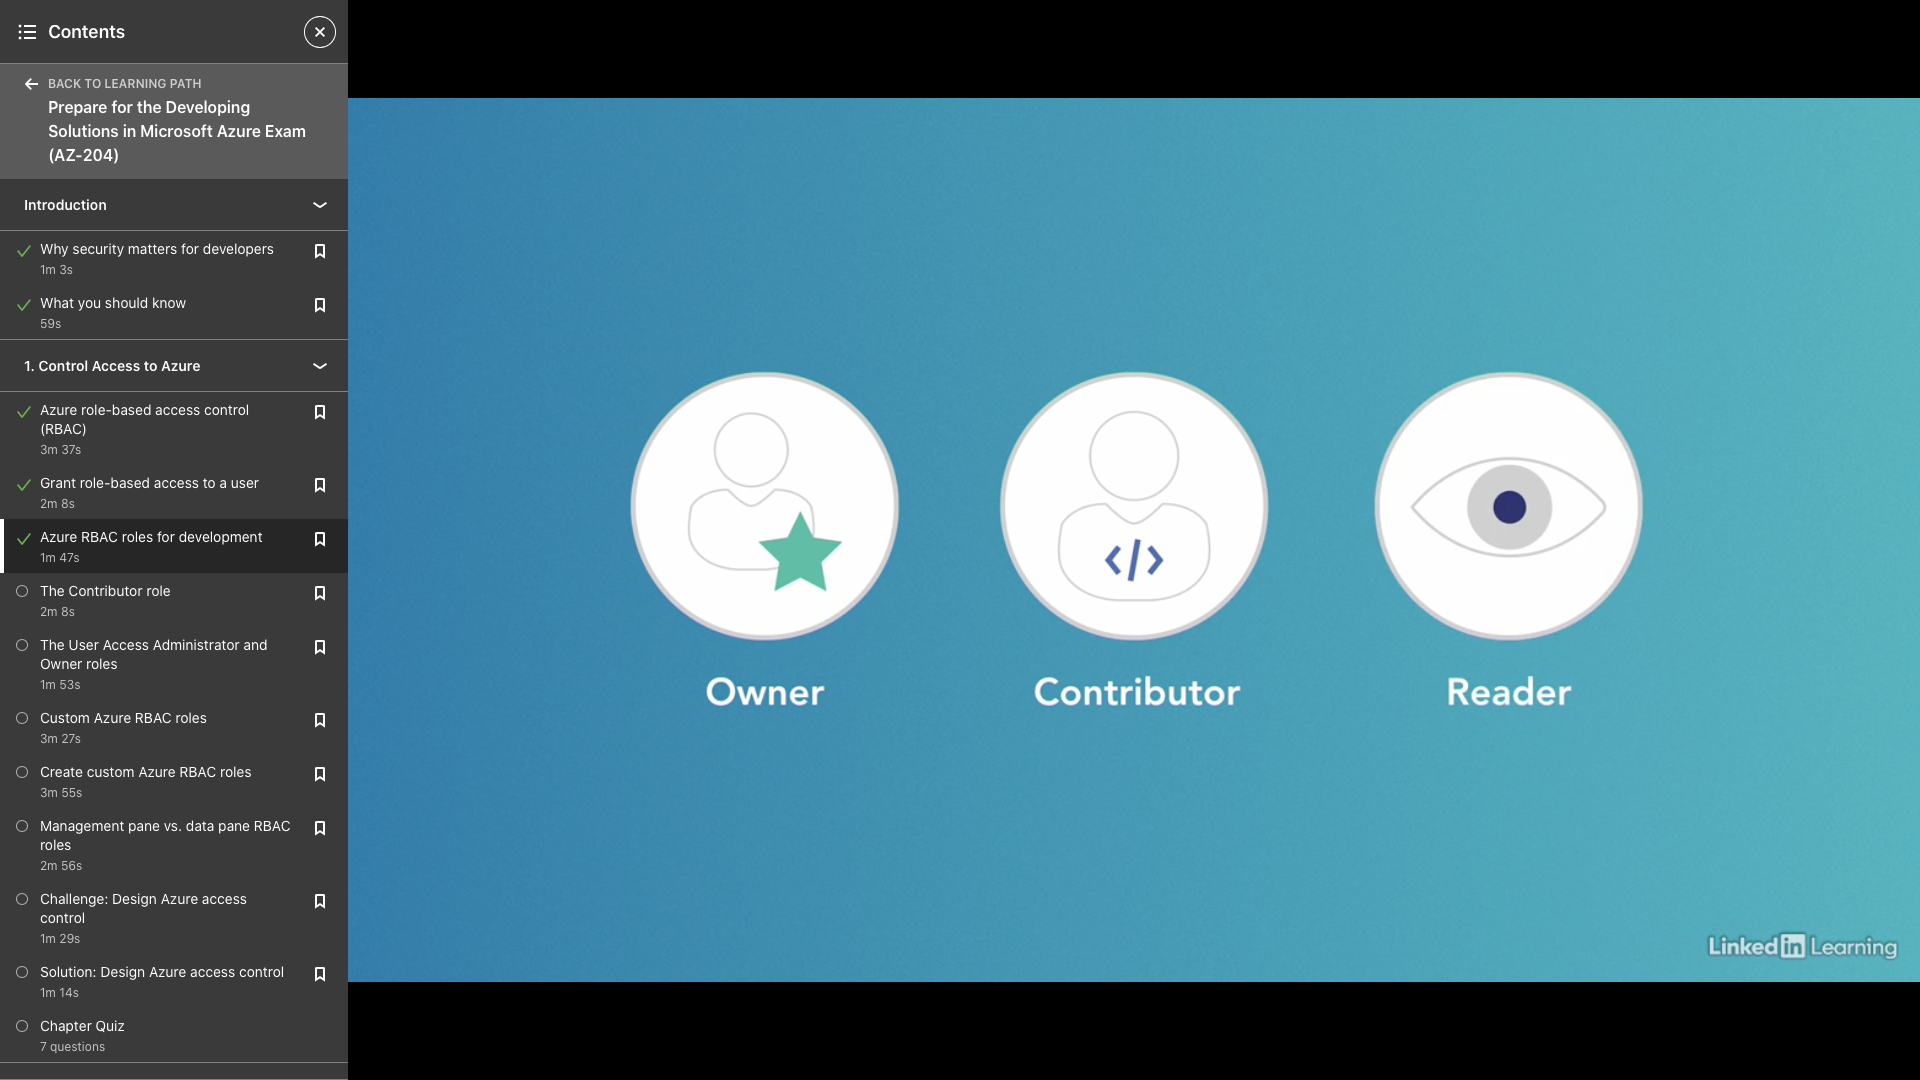 Contents
BACK TO LEARNING PATH
Prepare for the Developing
Solutions in Microsoft Azure Exam
(AZ-204)
Introduction
Why security matters for developers
1m 3s
What you should know
59s
1. Control Access to Azure
Azure role-based access control
(RBAC)
3m 37s
Grant role-based access to a user
2m 8s
Azure RBAC roles for development
1m 47s
The Contributor role
2m 8s
The User Access Administrator and
Owner roles
1m 53s
Custom Azure RBAC roles
3m 27s
Create custom Azure RBAC roles
3m 55s
Management pane vs. data pane RBAC
roles
2m 56s
Challenge: Design Azure access
control
1m 29s
Solution: Design Azure access control
1m 14s
Chapter Quiz
7 questions
</>
Owner
Contributor
Reader
Linked in Learning